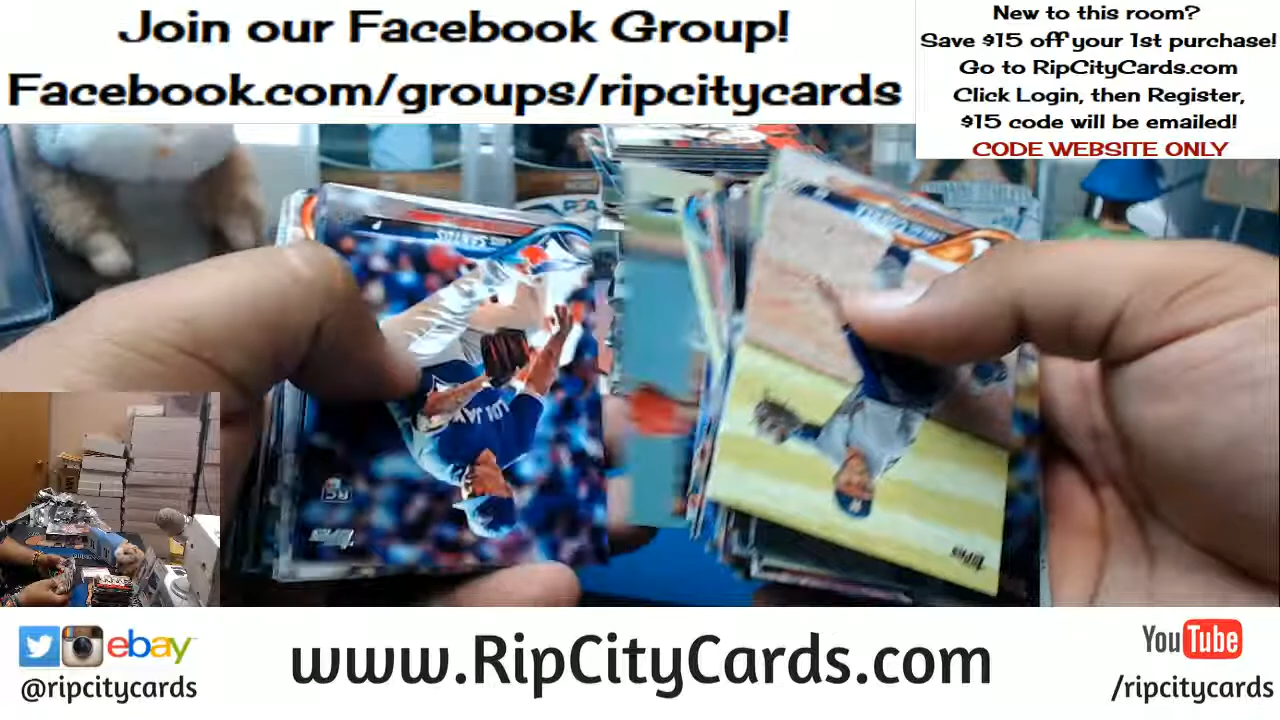 Join our Facebook Group!
Facebook.com/groups/ripcitycards
New to this room?
Save $15 off your 1st purchase!
Go to RipCityCards.com
Click Login, then Register,
$15 code will be emailed!
CODE WEBSITE ONLY
topps
topps
ebay
@ripcitycards
www.RipCityCards.com
YouTube
/ripcitycards